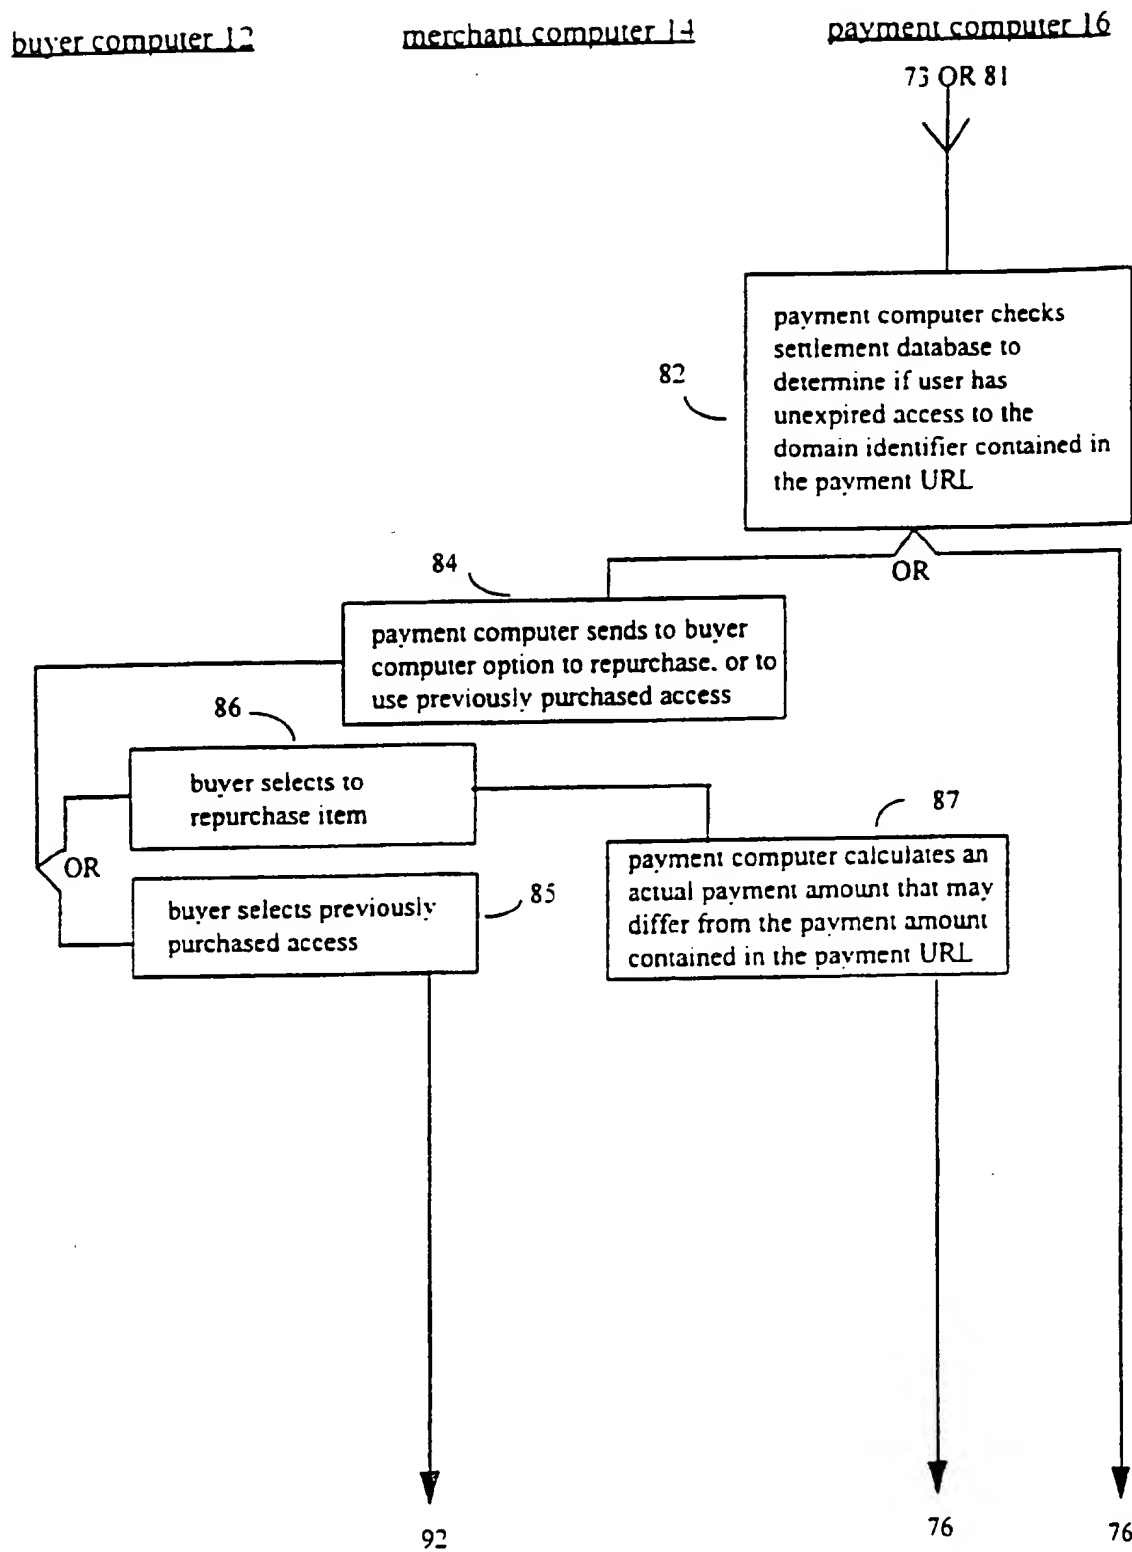 buyer computer 12
merchant computer 14
payment computer 16
73 OR 81
82
payment computer checks
settlement database to
determine if user has
unexpired access to the
domain identifier contained in
the payment URL
OR
84
payment computer sends to buyer
computer option to repurchase, or to
use previously purchased access
86
buyer selects to
repurchase item
OR
87
payment computer calculates an
actual payment amount that may
differ from the payment amount
contained in the payment URL
buyer selects previously
purchased access
85
92
76
76